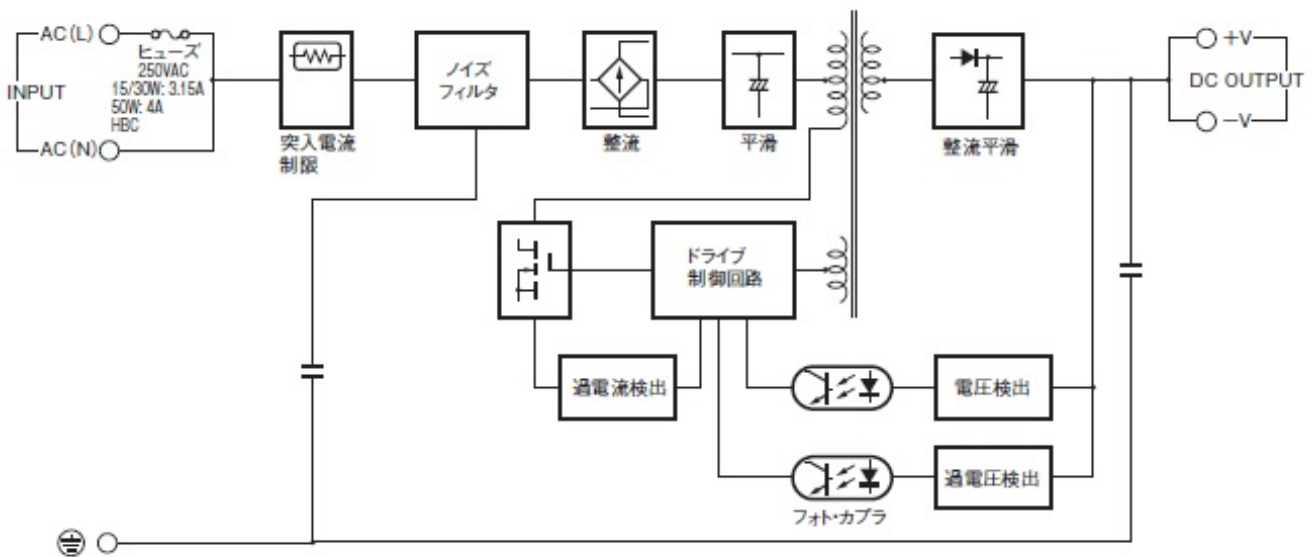 AC(L)
ヒューズ
250VAC
15/30W: 3.15A
50W: 4A
HBC
INPUT
AC(N)
突入電流
制限
ノイズ
フィルタ
整流
平滑
整流平滑
+V
DC OUTPUT
−V
ドライブ
制御回路
過電流検出
電圧検出
過電圧検出
フォト・カプラ